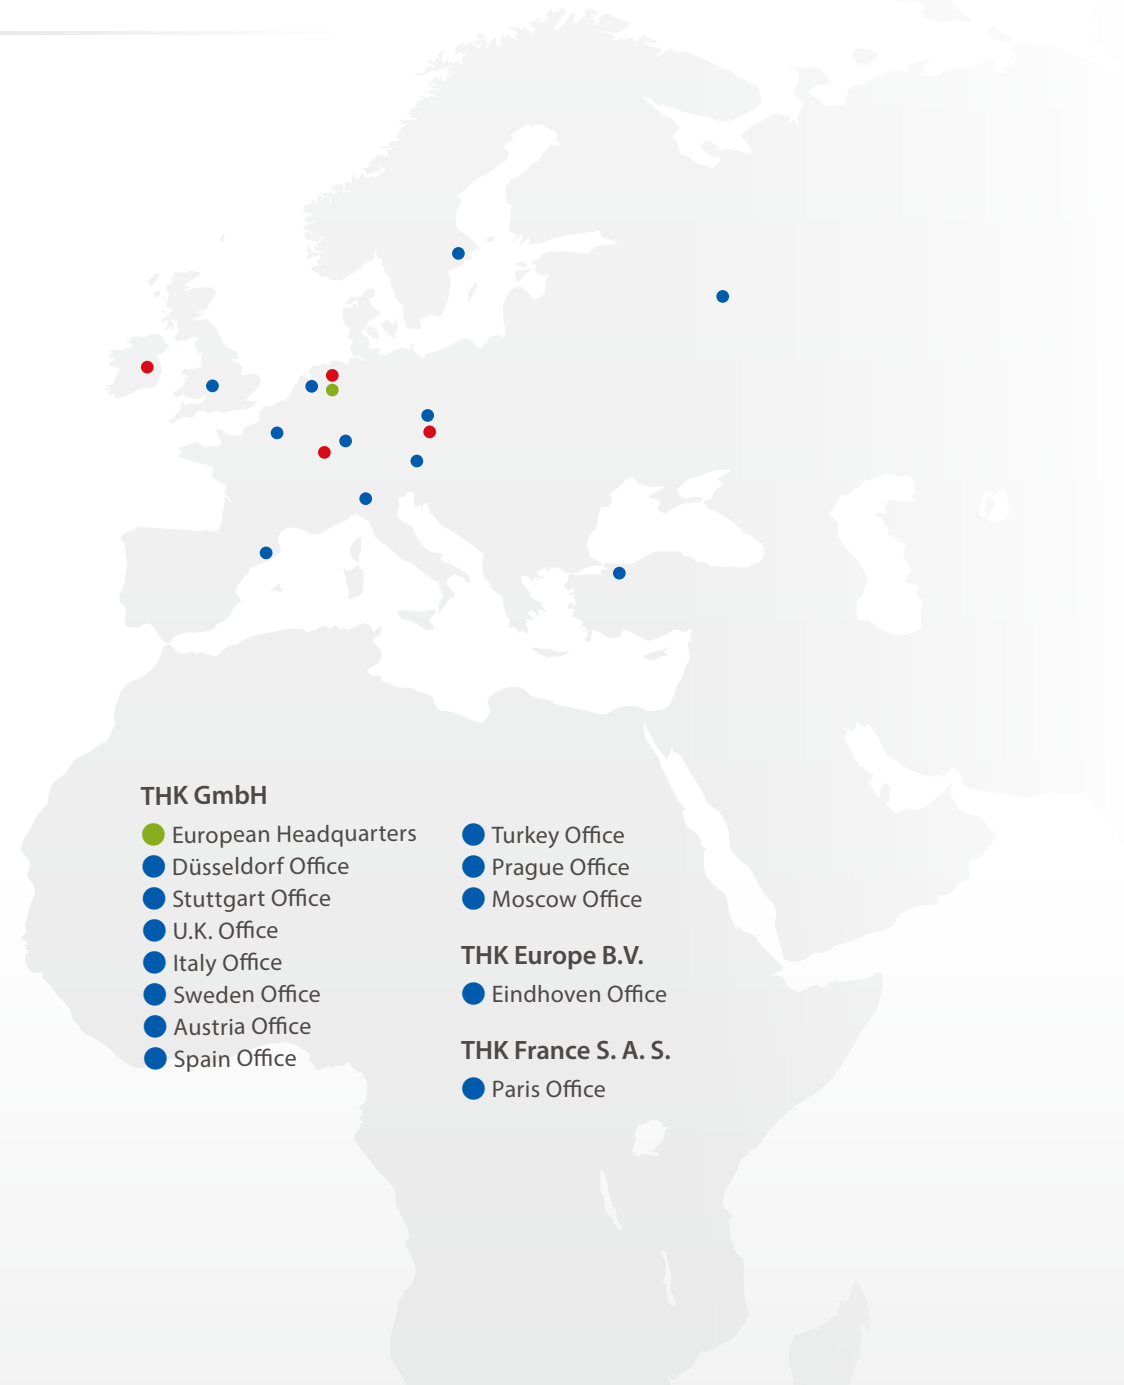 THK GmbH
European Headquarters
Düsseldorf Office
Stuttgart Office
U.K. Office
Italy Office
Sweden Office
Austria Office
Spain Office
Turkey Office
Prague Office
Moscow Office
THK Europe B.V.
Eindhoven Office
THK France S. A. S.
Paris Office